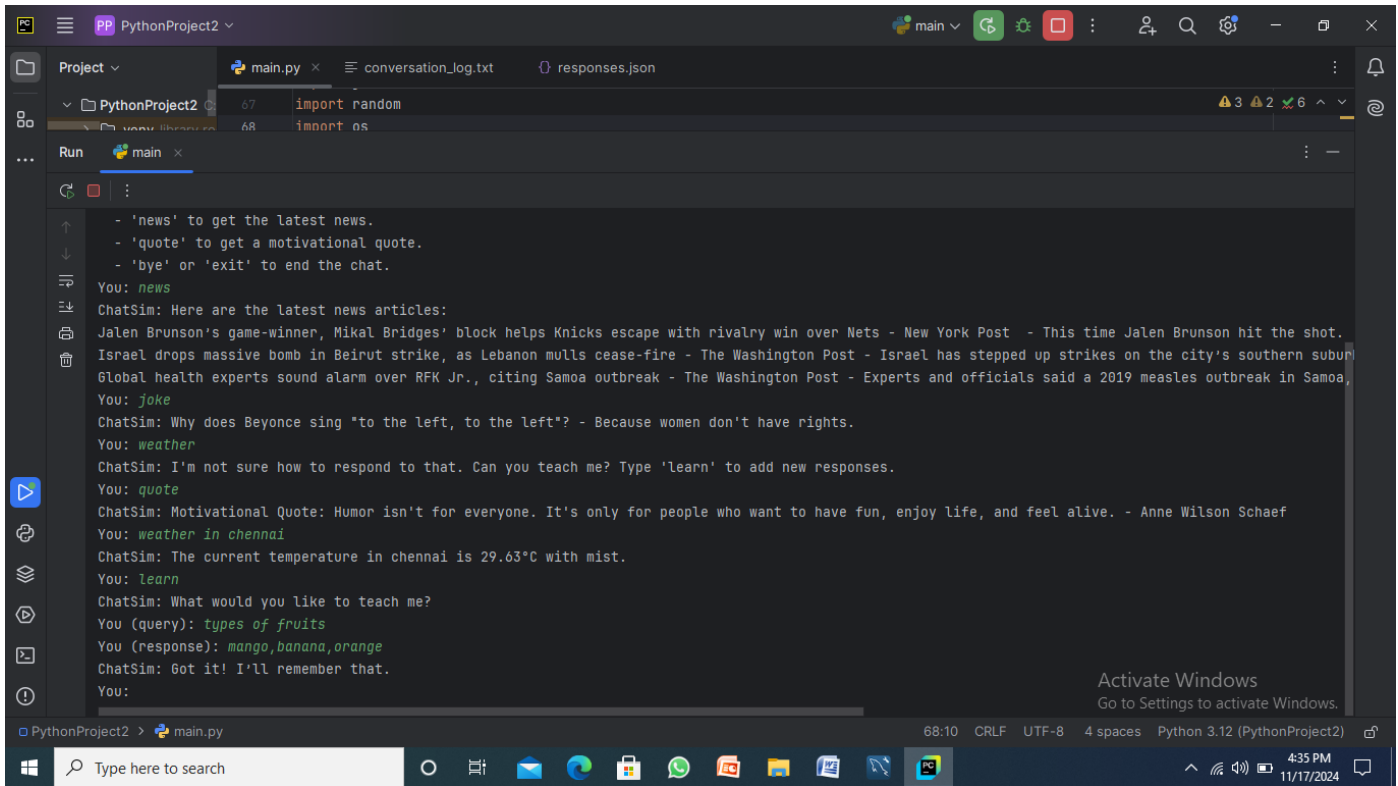 PC
PP PythonProject2
main
Project
main.py
conversation_log.txt
{} responses.json
PythonProject2
67 import random
3 2 6
68 import os
Run main
- 'news' to get the latest news.
- 'quote' to get a motivational quote.
- 'bye' or 'exit' to end the chat.
You: news
ChatSim: Here are the latest news articles:
Jalen Brunson's game-winner, Mikal Bridges' block helps Knicks escape with rivalry win over Nets - New York Post  - This time Jalen Brunson hit the shot.
Israel drops massive bomb in Beirut strike, as Lebanon mulls cease-fire - The Washington Post - Israel has stepped up strikes on the city's southern
Global health experts sound alarm over RFK Jr., citing Samoa outbreak - The Washington Post - Experts and officials said a 2019 measles outbreak in Samoa,
You: joke
ChatSim: Why does Beyonce sing "to the left, to the left"? - Because women don't have rights.
You: weather
ChatSim: I'm not sure how to respond to that. Can you teach me? Type 'learn' to add new responses.
You: quote
ChatSim: Motivational Quote: Humor isn't for everyone. It's only for people who want to have fun, enjoy life, and feel alive. - Anne Wilson Schaef
You: weather in chennai
ChatSim: The current temperature in chennai is 29.63°C with mist.
You: learn
ChatSim: What would you like to teach me?
You (query): types of fruits
You (response): mango,banana,orange
ChatSim: Got it! I'll remember that.
You:
Activate Windows
Go to Settings to activate Windows.
PythonProject2 > main.py
68:10 CRLF UTF-8 4 spaces Python 3.12 (PythonProject2)
Type here to search
4:35 PM
11/17/2024